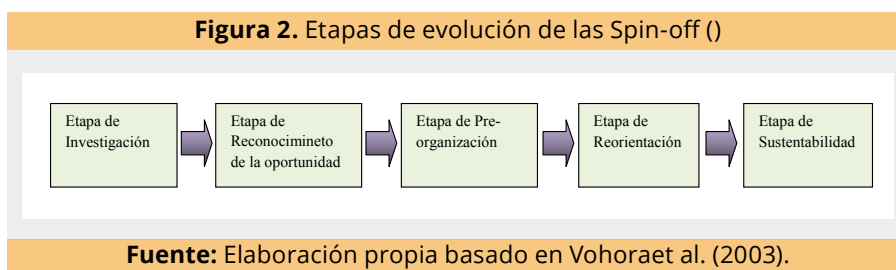 Figura 2. Etapas de evolución de las Spin-off ()
Etapa de
Investigación
Etapa de
Reconocimineto
de la oportunidad
Etapa de Pre-
organización
Etapa de
Reorientación
Etapa de
Sustentabilidad
Fuente: Elaboración propia basado en Vohoraet al. (2003).